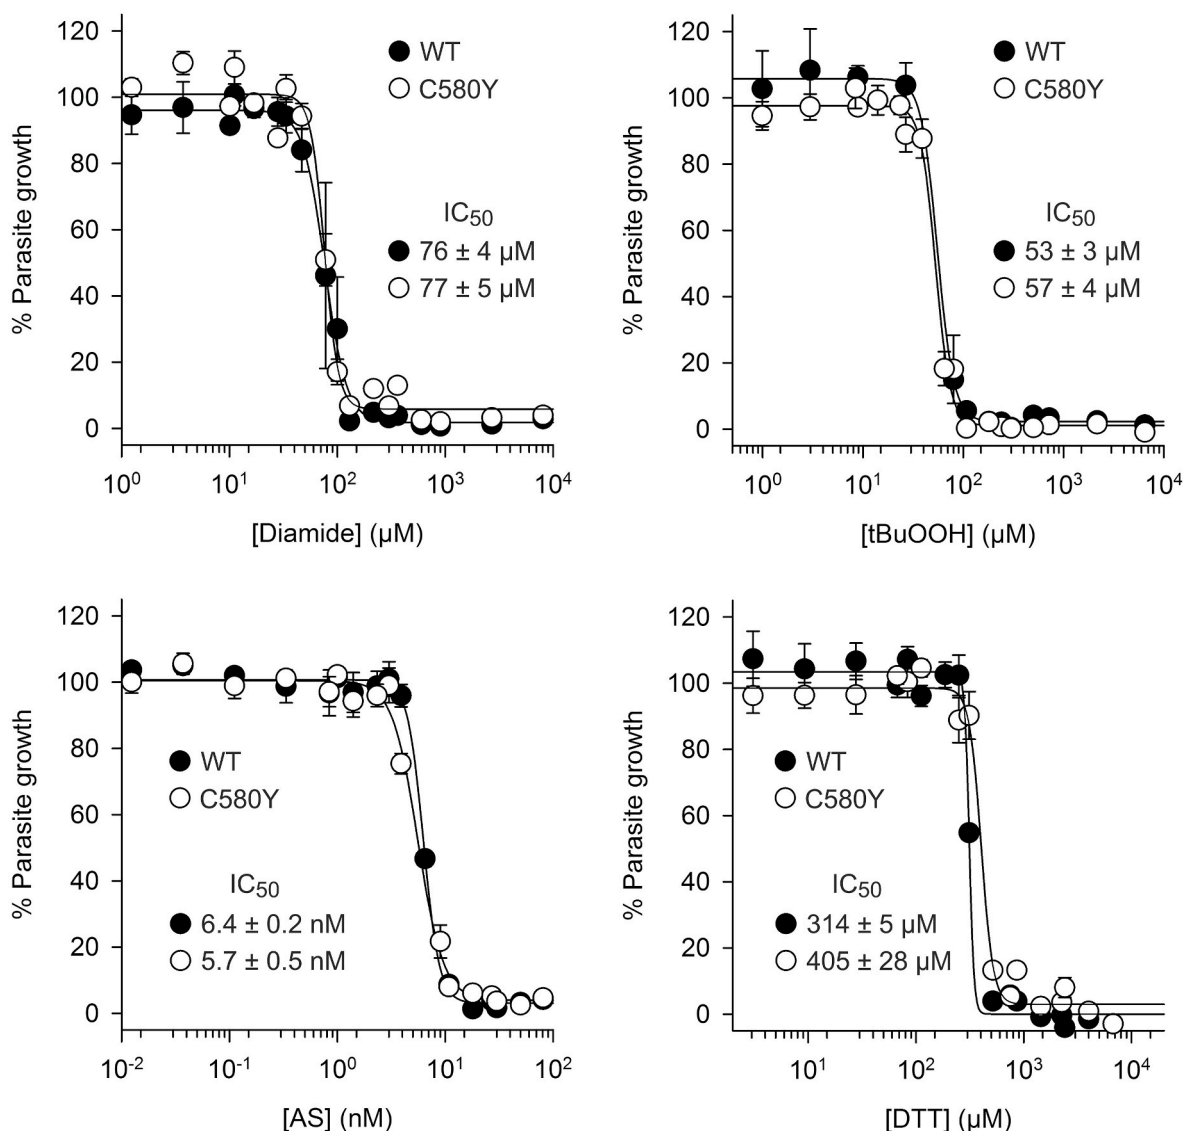 120
100
80
60
40
20
0
% Parasite growth
WT
C580Y
IC50
76 ± 4 µM
77 ± 5 µM
10^0 10^1 10^2 10^3 10^4
[Diamide] (µM)
120
100
80
60
40
20
0
% Parasite growth
WT
C580Y
IC50
53 ± 3 µM
57 ± 4 µM
10^0 10^1 10^2 10^3 10^4
[tBuOOH] (µM)
120
100
80
60
40
20
0
% Parasite growth
WT
C580Y
IC50
6.4 ± 0.2 nM
5.7 ± 0.5 nM
10^-2 10^-1 10^0 10^1 10^2
[AS] (nM)
120
100
80
60
40
20
0
% Parasite growth
WT
C580Y
IC50
314 ± 5 µM
405 ± 28 µM
10^1 10^2 10^3 10^4
[DTT] (µM)